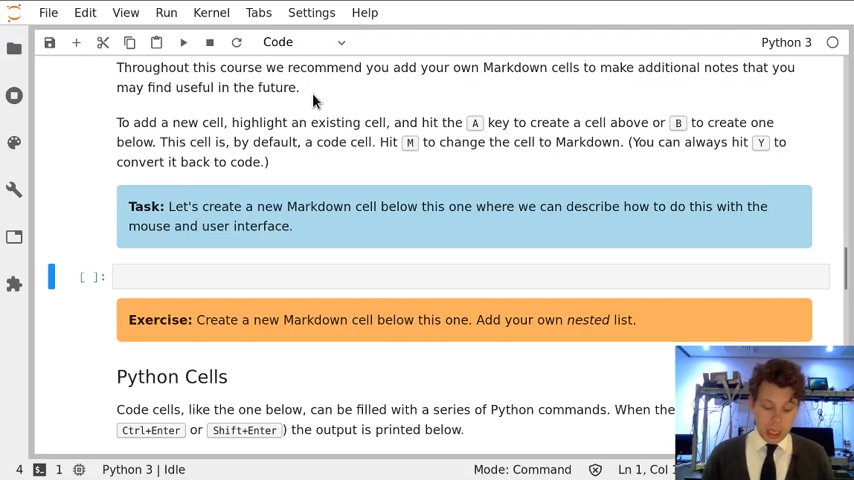 File Edit View Run Kernel Tabs Settings Help
Code
Python 3
Throughout this course we recommend you add your own Markdown cells to make additional notes that you
may find useful in the future.
To add a new cell, highlight an existing cell, and hit the A key to create a cell above or B to create one
below. This cell is, by default, a code cell. Hit M to change the cell to Markdown. (You can always hit Y to
convert it back to code.)
Task: Let's create a new Markdown cell below this one where we can describe how to do this with the
mouse and user interface.
[ ]:
Exercise: Create a new Markdown cell below this one. Add your own nested list.
Python Cells
Code cells, like the one below, can be filled with a series of Python commands. When the
Ctrl+Enter or Shift+Enter ) the output is printed below.
4 1 Python 3 | Idle Mode: Command Ln 1, Col